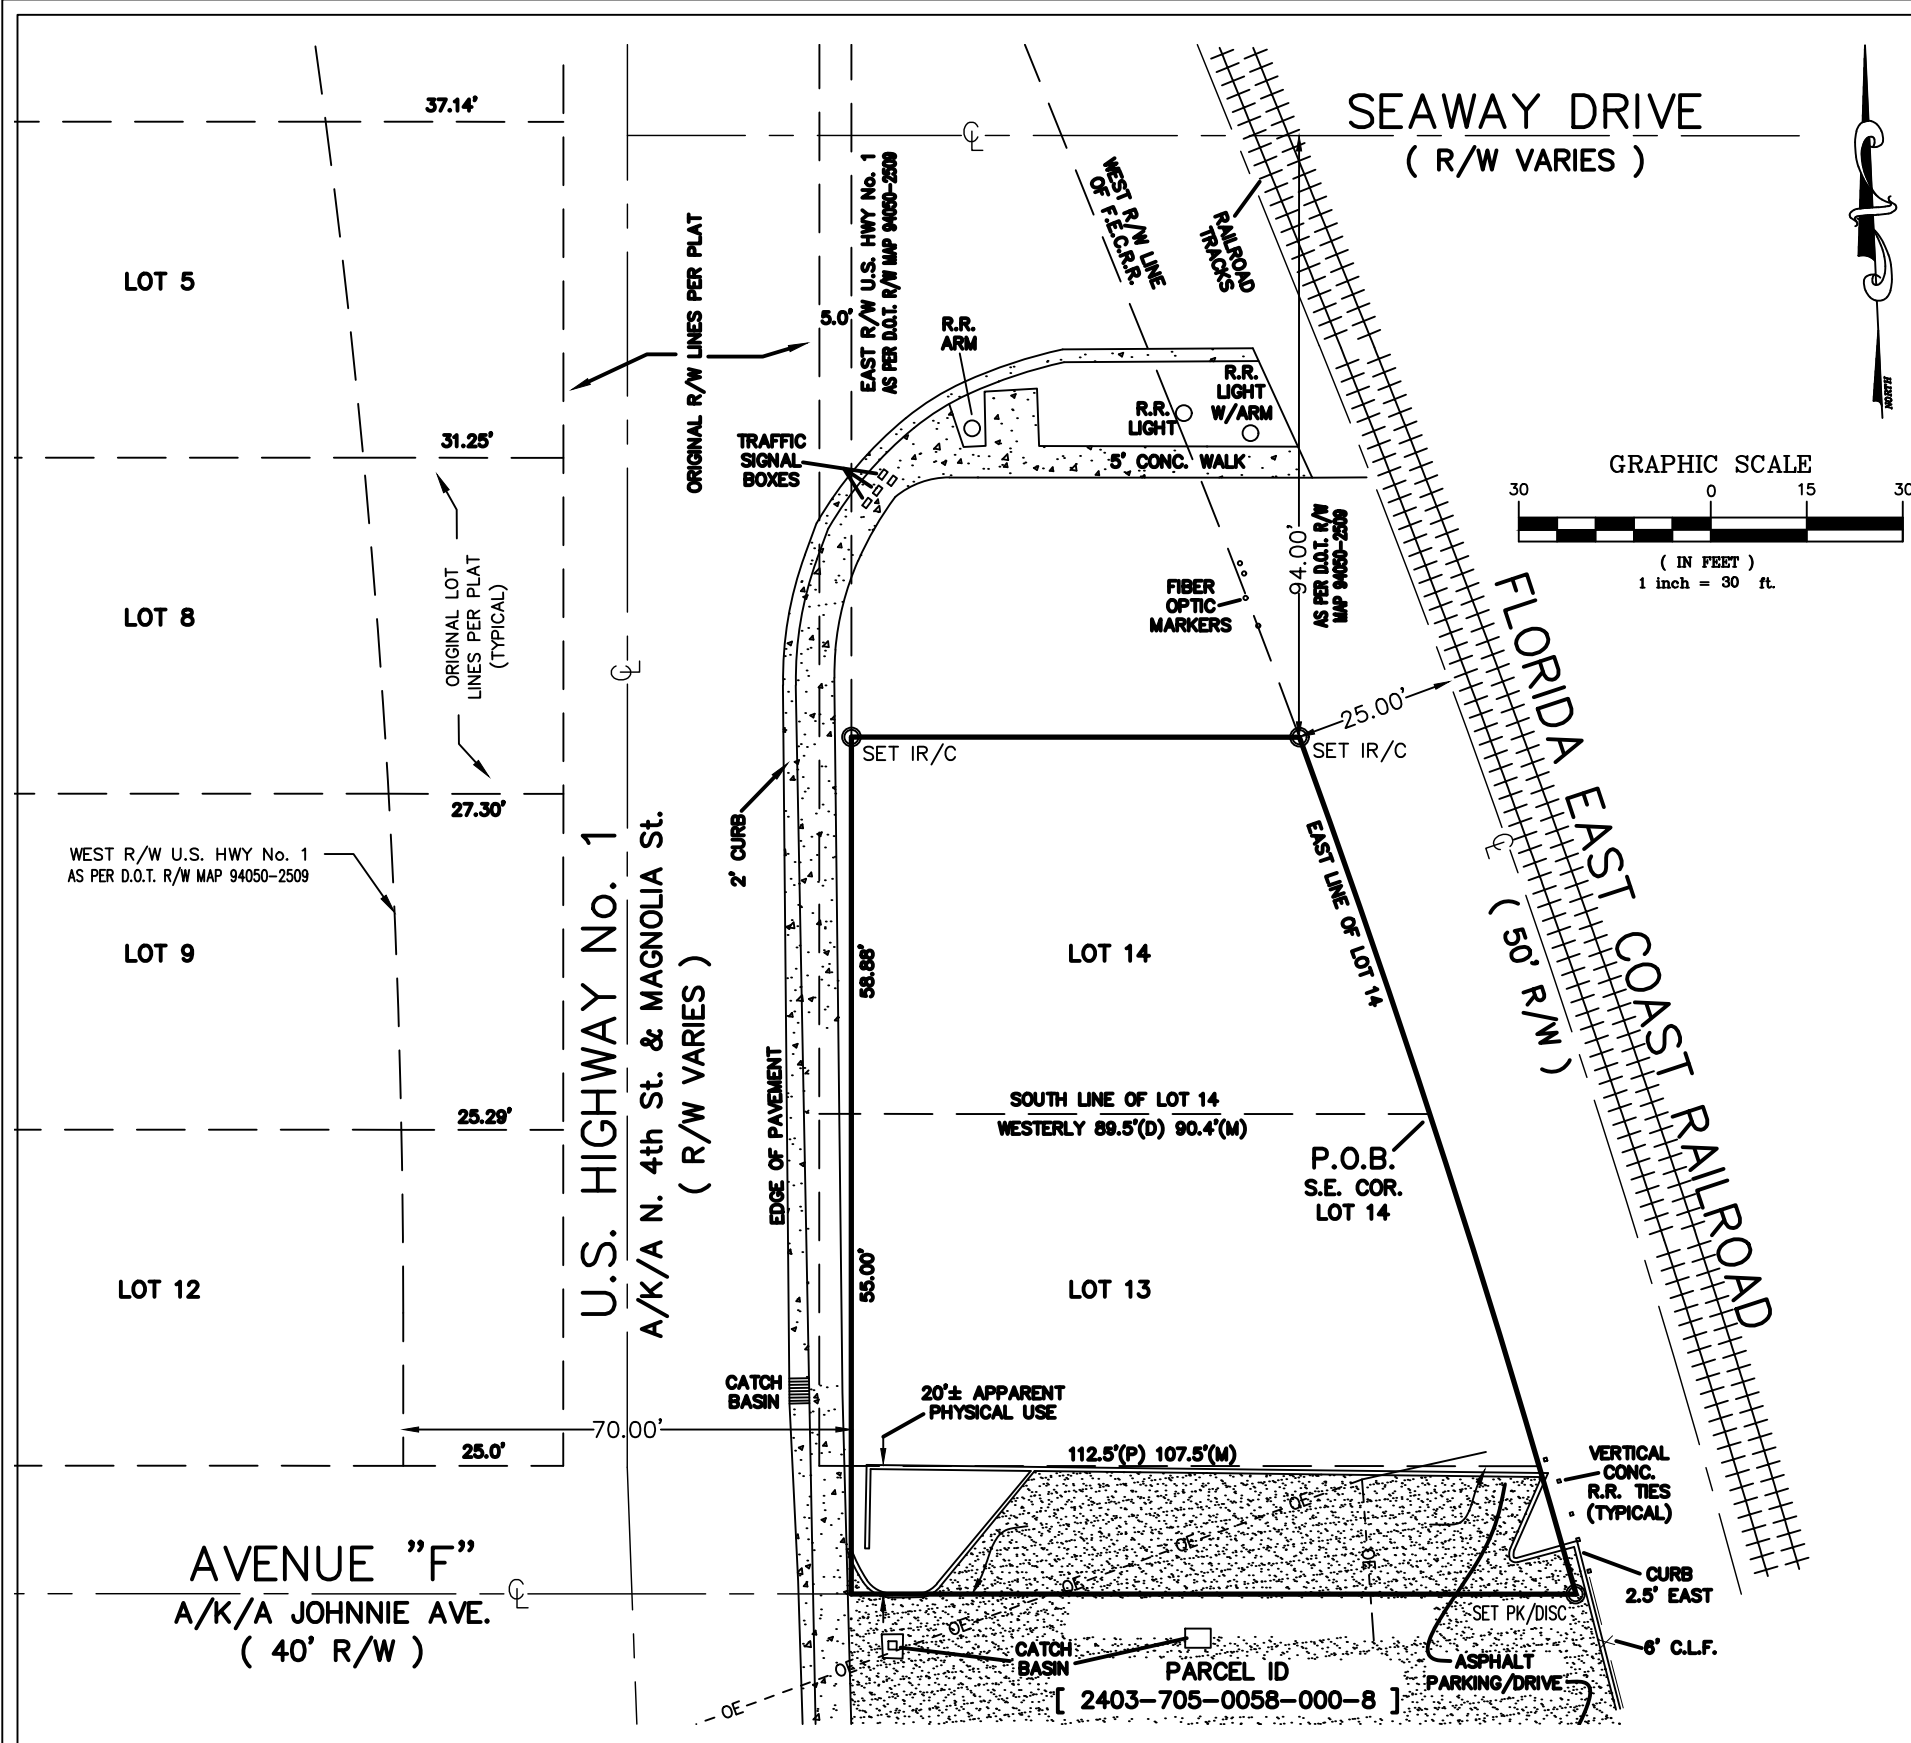 37.14'
SEAWAY DRIVE
( R/W VARIES )
LOT 5
ORIGINAL R/W LINES PER PLAT
5.0'
EAST R/W U.S. HWY No. 1
AS PER D.O.T. R/W MAP 94050-2509
WEST R/W LINE
OF F.E.C.R.R.
RAILROAD
TRACKS
NORTH
R.R.
ARM
R.R.
LIGHT
W/ARM
R.R.
LIGHT
31.25'
TRAFFIC
SIGNAL
BOXES
5' CONC. WALK
GRAPHIC SCALE
30
0
15
30
( IN FEET )
1 inch = 30 ft.
94.00'
AS PER D.O.T. R/W
MAP 94050-2509
LOT 8
ORIGINAL LOT
LINES PER PLAT
(TYPICAL)
FIBER
OPTIC
MARKERS
25.00'
SET IR/C
SET IR/C
27.30'
2' CURB
WEST R/W U.S. HWY No. 1
AS PER D.O.T. R/W MAP 94050-2509
LOT 9
U.S. HIGHWAY No. 1
A/K/A N. 4th St. & MAGNOLIA St.
( R/W VARIES )
58.88'
LOT 14
EAST LINE OF LOT 14
FLORIDA EAST COAST RAILROAD
( 50' R/W )
25.29'
EDGE OF PAVEMENT
SOUTH LINE OF LOT 14
WESTERLY 89.5'(D) 90.4'(M)
P.O.B.
S.E. COR.
LOT 14
LOT 12
55.00'
LOT 13
CATCH
BASIN
20'± APPARENT
PHYSICAL USE
70.00'
25.0'
112.5'(P) 107.5'(M)
VERTICAL
CONC.
R.R. TIES
(TYPICAL)
OE
OE
OE
OE
OE
OE
OE
AVENUE "F"
A/K/A JOHNNIE AVE.
( 40' R/W )
CURB
2.5' EAST
SET PK/DISC
6' C.L.F.
CATCH
BASIN
ASPHALT
PARKING/DRIVE
PARCEL ID
[ 2403-705-0058-000-8 ]